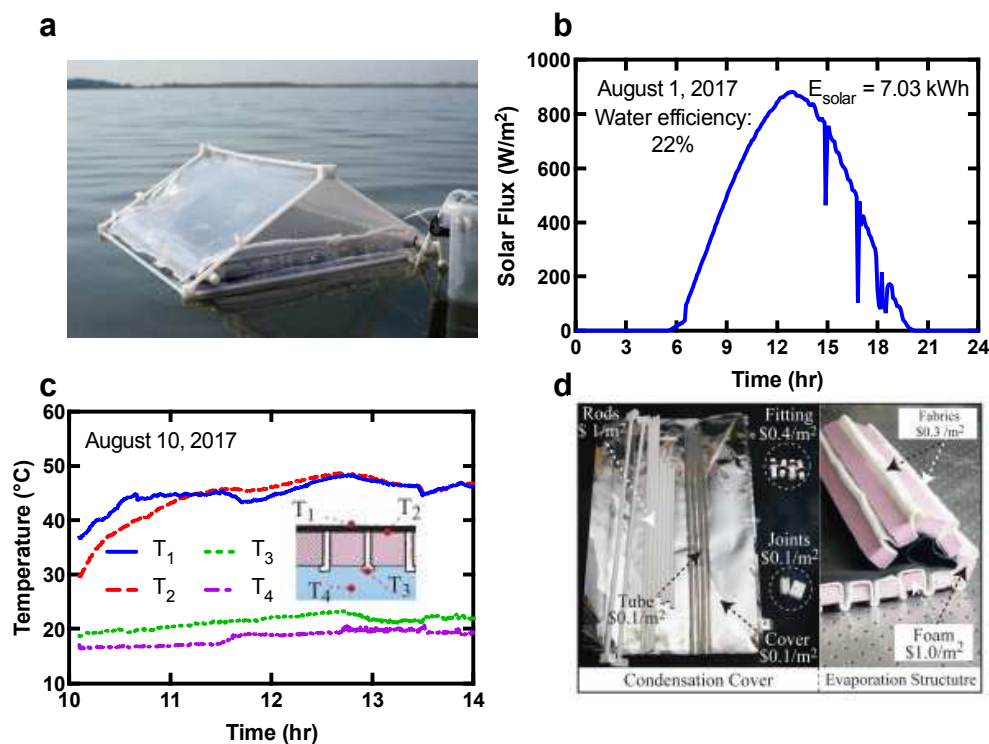 a
b
1000
800
600
400
200
0
Solar Flux (W/m²)
August 1, 2017
Water efficiency:
22%
E_solar = 7.03 kWh
0 3 6 9 12 15 18 21 24
Time (hr)
c
60
50
40
30
20
10
Temperature (°C)
August 10, 2017
T₁
T₂
T₃
T₄
T₁
T₂
T₃
T₄
10 11 12 13 14
Time (hr)
d
Rods
$ 1/m²
Fitting
$0.4/m²
Joints
$0.1/m²
Tube
$0.1/m²
Cover
$0.1/m²
Condensation Cover
Fabrics
$0.3 /m²
Foam
$1.0/m²
Evaporation Structutre